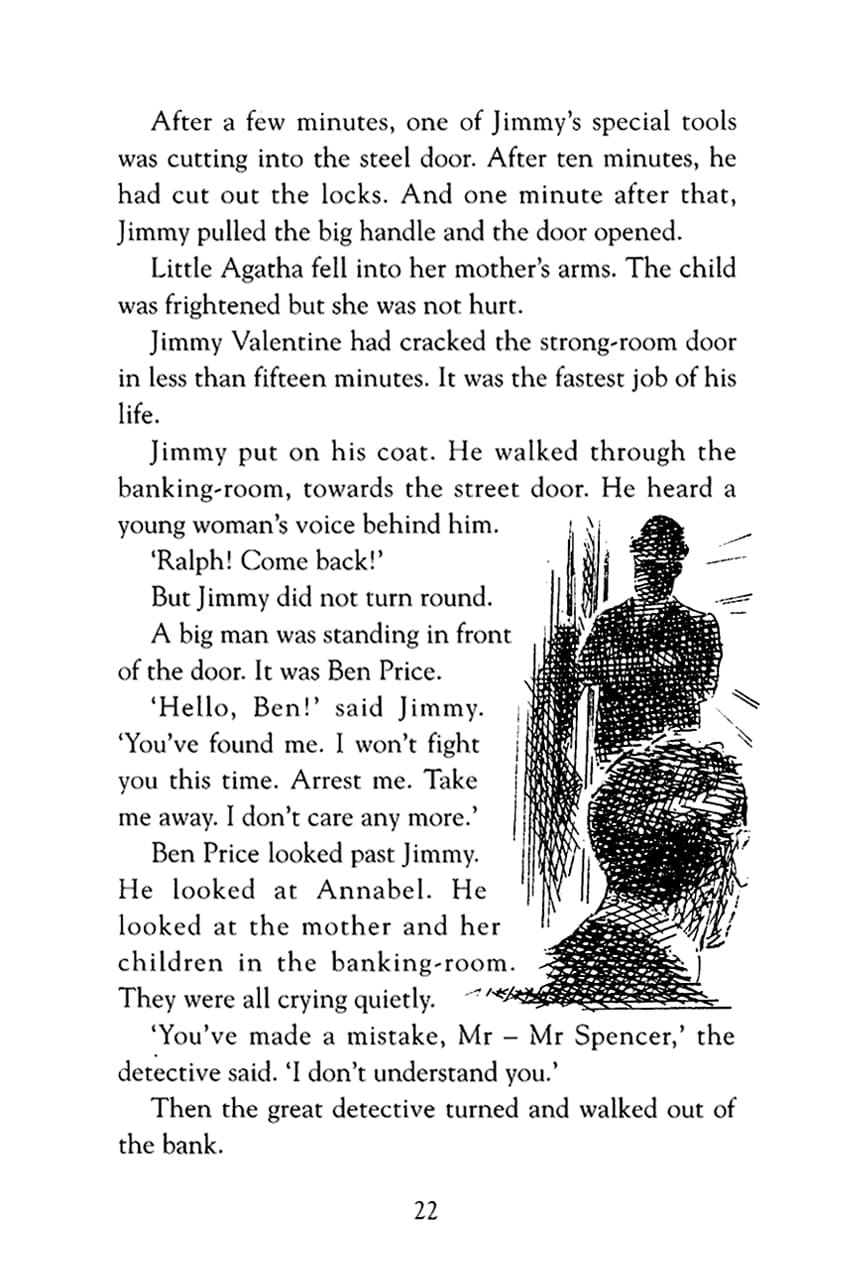 After a few minutes, one of Jimmy’s special tools
was cutting into the steel door. After ten minutes, he
had cut out the locks. And one minute after that,
Jimmy pulled the big handle and the door opened.
Little Agatha fell into her mother’s arms. The child
was frightened but she was not hurt.
Jimmy Valentine had cracked the strong-room door
in less than fifteen minutes. It was the fastest job of his
life.
Jimmy put on his coat. He walked through the
banking-room, towards the street door. He heard a
young woman’s voice behind him.
‘Ralph! Come back!’
But Jimmy did not turn round.
A big man was standing in front
of the door. It was Ben Price.
‘Hello, Ben!’ said Jimmy.
‘You’ve found me. I won’t fight
you this time. Arrest me. Take
me away. I don’t care any more.’
Ben Price looked past Jimmy.
He looked at Annabel. He
looked at the mother and her
children in the banking-room.
They were all crying quietly.
‘You’ve made a mistake, Mr – Mr Spencer,’ the
detective said. ‘I don’t understand you.’
Then the great detective turned and walked out of
the bank.
22